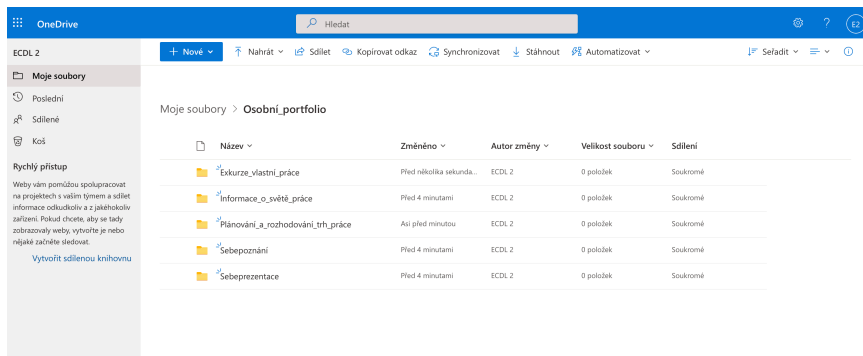 OneDrive
Hledat
E2
ECDL 2
Nové
Nahrát
Sdílet
Kopírovat odkaz
Synchronizovat
Stáhnout
Automatizovat
Seřadit
Moje soubory
Poslední
Sdílené
Koš
Rychlý přístup
Weby vám pomůžou spolupracovat
na projektech s vaším týmem a sdílet
informace odkudkoliv a z jakéhokoliv
zařízení. Pokud chcete, aby se tady
zobrazovaly weby, vytvořte je nebo
nějaké začněte sledovat.
Vytvořit sdílenou knihovnu
Moje soubory > Osobní_portfolio
Název Změněno Autor změny Velikost souboru Sdílení
Exkurze_vlastní_práce Před několika sekunda... ECDL 2 0 položek Soukromé
Informace_o_světě_práce Před 4 minutami ECDL 2 0 položek Soukromé
Plánování_a_rozhodování_trh_práce Asi před minutou ECDL 2 0 položek Soukromé
Sebepoznání Před 4 minutami ECDL 2 0 položek Soukromé
Sebeprezentace Před 4 minutami ECDL 2 0 položek Soukromé